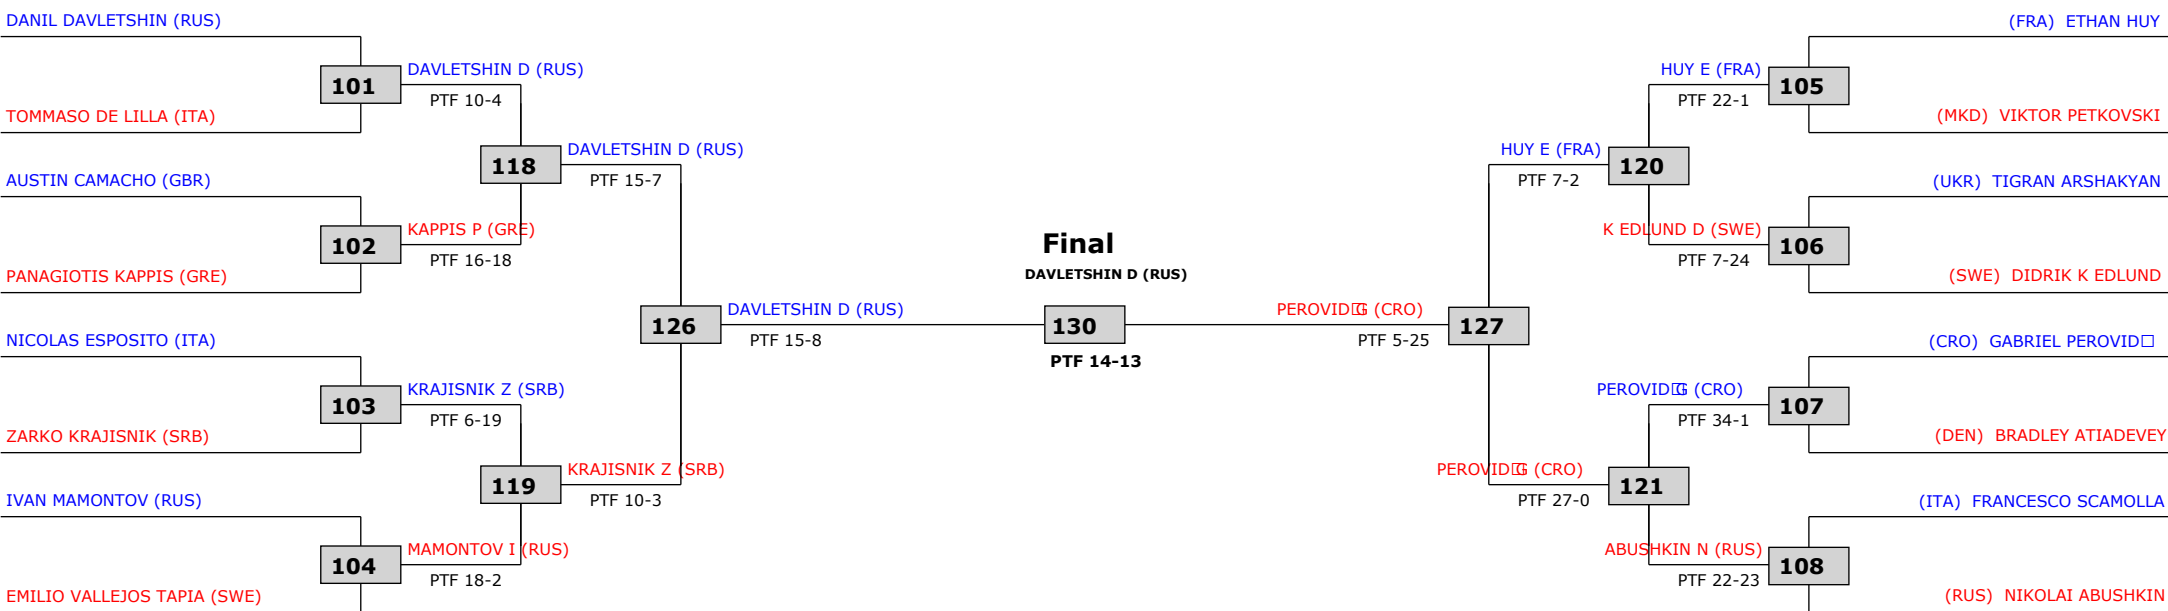 DANIL DAVLETSHIN (RUS)
(FRA) ETHAN HUY
101
DAVLETSHIN D (RUS)
PTF 10-4
HUY E (FRA)
PTF 22-1
105
TOMMASO DE LILLA (ITA)
(MKD) VIKTOR PETKOVSKI
118
DAVLETSHIN D (RUS)
PTF 15-7
HUY E (FRA)
PTF 7-2
120
AUSTIN CAMACHO (GBR)
(UKR) TIGRAN ARSHAKYAN
102
KAPPIS P (GRE)
PTF 16-18
K EDLUND D (SWE)
PTF 7-24
106
PANAGIOTIS KAPPIS (GRE)
(SWE) DIDRIK K EDLUND
Final
DAVLETSHIN D (RUS)
126
DAVLETSHIN D (RUS)
PTF 15-8
130
PTF 14-13
PEROVID□G (CRO)
PTF 5-25
127
NICOLAS ESPOSITO (ITA)
(CRO) GABRIEL PEROVID□
103
KRAJISNIK Z (SRB)
PTF 6-19
PEROVID□G (CRO)
PTF 34-1
107
ZARKO KRAJISNIK (SRB)
(DEN) BRADLEY ATIADEVEY
119
KRAJISNIK Z (SRB)
PTF 10-3
PEROVID□G (CRO)
PTF 27-0
121
IVAN MAMONTOV (RUS)
(ITA) FRANCESCO SCAMOLLA
104
MAMONTOV I (RUS)
PTF 18-2
ABUSHKIN N (RUS)
PTF 22-23
108
EMILIO VALLEJOS TAPIA (SWE)
(RUS) NIKOLAI ABUSHKIN